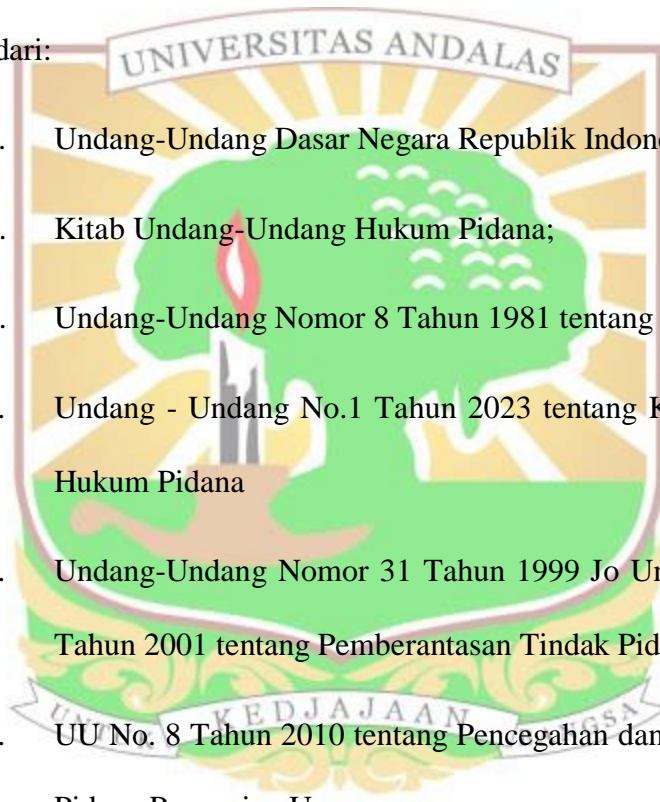 dari:
UNIVERSITAS ANDALAS
. Undang-Undang Dasar Negara Republik Indone
. Kitab Undang-Undang Hukum Pidana;
. Undang-Undang Nomor 8 Tahun 1981 tentang
. Undang - Undang No.1 Tahun 2023 tentang K
Hukum Pidana
. Undang-Undang Nomor 31 Tahun 1999 Jo Un
Tahun 2001 tentang Pemberantasan Tindak Pid
UNTUK KEDJAJAAN BANGSA
. UU No. 8 Tahun 2010 tentang Pencegahan dan